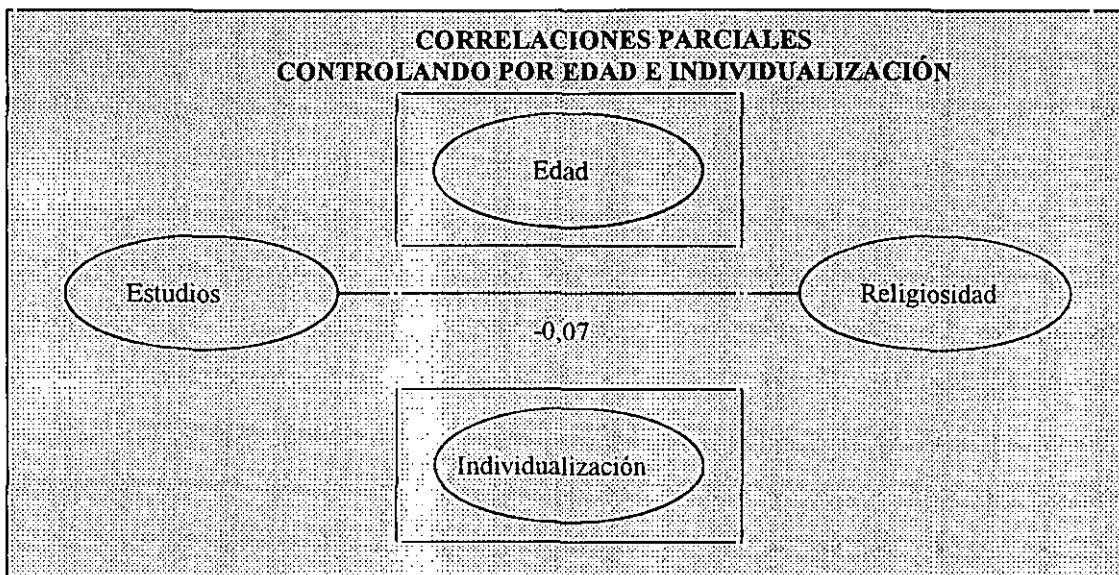 CORRELACIONES PARCIALES
CONTROLANDO POR EDAD E INDIVIDUALIZACIÓN
Edad
Estudios
Religiosidad
-0,07
Individualización